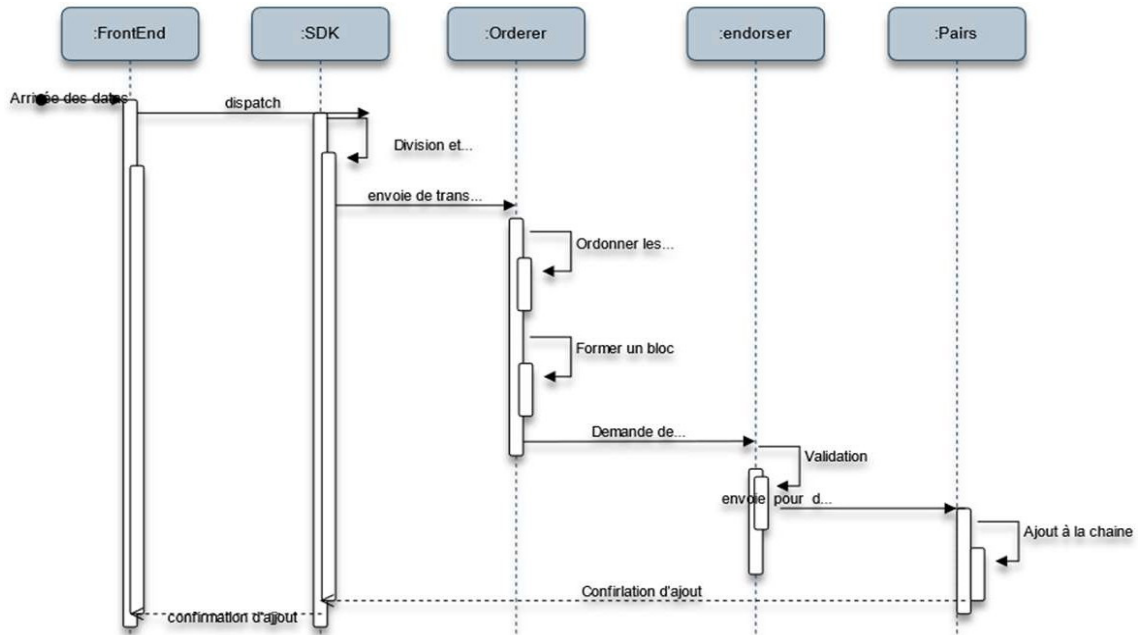 :FrontEnd
:SDK
:Orderer
:endorser
:Pairs
Arrivée des dates
dispatch
Division et...
envoie de trans...
Ordonner les...
Former un bloc
Demande de...
Validation
envoie pour d...
Ajout à la chaine
Confirlation d'ajout
confirmation d'ajout